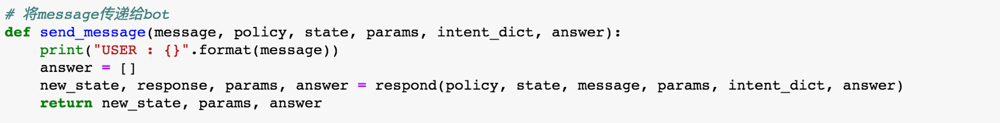 # 将message传递给bot
def send_message(message, policy, state, params, intent_dict, answer):
    print("USER : {}".format(message))
    answer = []
    new_state, response, params, answer = respond(policy, state, message, params, intent_dict, answer)
    return new_state, params, answer